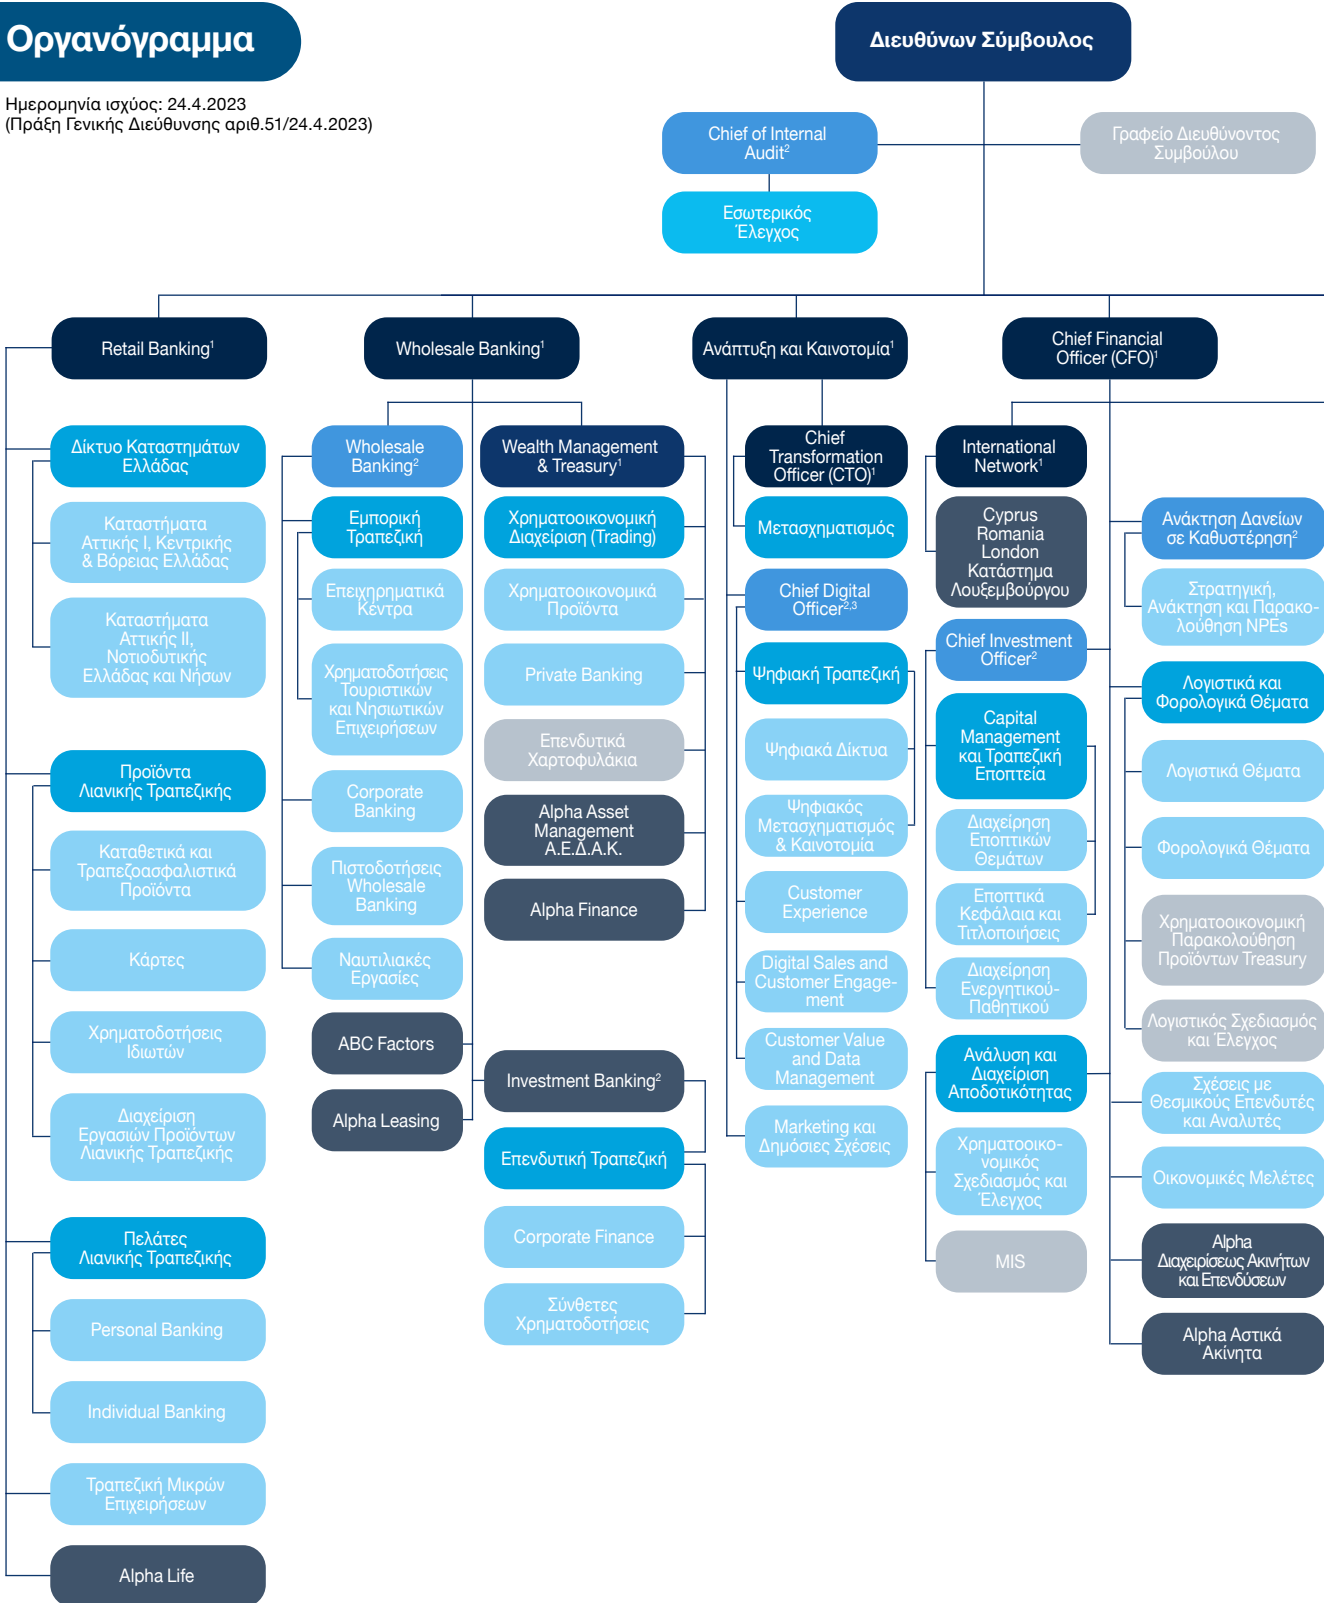 Οργανόγραμμα
Ημερομηνία ισχύος: 24.4.2023
(Πράξη Γενικής Διεύθυνσης αριθ.51/24.4.2023)
Διευθύνων Σύμβουλος
Chief of Internal
Audit²
Γραφείο Διευθύνοντος
Συμβούλου
Εσωτερικός
Έλεγχος
Retail Banking¹
Δίκτυο Καταστημάτων
Ελλάδας
Καταστήματα
Αττικής Ι, Κεντρικής
& Βόρειας Ελλάδας
Καταστήματα
Αττικής ΙΙ,
Νοτιοδυτικής
Ελλάδας και Νήσων
Προϊόντα
Λιανικής Τραπεζικής
Καταθετικά και
Τραπεζοασφαλιστικά
Προϊόντα
Κάρτες
Χρηματοδοτήσεις
Ιδιωτών
Διαχείριση
Εργασιών Προϊόντων
Λιανικής Τραπεζικής
Πελάτες
Λιανικής Τραπεζικής
Personal Banking
Individual Banking
Τραπεζική Μικρών
Επιχειρήσεων
Alpha Life
Wholesale Banking¹
Wholesale
Banking²
Εμπορική
Τραπεζική
Επειχηρηματικά
Κέντρα
Χρηματοδοτήσεις
Τουριστικών
και Νησιωτικών
Επιχειρήσεων
Corporate
Banking
Πιστοδοτήσεις
Wholesale
Banking
Ναυτιλιακές
Εργασίες
ABC Factors
Alpha Leasing
Wealth Management
& Treasury¹
Χρηματοοικονομική
Διαχείριση (Trading)
Χρηματοοικονομικά
Προϊόντα
Private Banking
Επενδυτικά
Χαρτοφυλάκια
Alpha Asset
Management
Α.Ε.Δ.Α.Κ.
Alpha Finance
Investment Banking²
Επενδυτική Τραπεζική
Corporate Finance
Σύνθετες
Χρηματοδοτήσεις
Ανάπτυξη και Καινοτομία¹
Chief
Transformation
Officer (CTO)¹
Μετασχηματισμός
Chief Digital
Officer²,³
Ψηφιακή Τραπεζική
Ψηφιακά Δίκτυα
Ψηφιακός
Μετασχηματισμός
& Καινοτομία
Customer
Experience
Digital Sales and
Customer Engage-
ment
Customer Value
and Data
Management
Marketing και
Δημόσιες Σχέσεις
Chief Financial
Officer (CFO)¹
International
Network¹
Cyprus
Romania
London
Κατάστημα
Λουξεμβούργου
Chief Investment
Officer²
Capital
Management
και Τραπεζική
Εποπτεία
Διαχείρηση
Εποπτικών
Θεμάτων
Εποπτικά
Κεφάλαια και
Τιτλοποιήσεις
Διαχείρηση
Ενεργητικού-
Παθητικού
Ανάλυση και
Διαχείριση
Αποδοτικότητας
Χρηματοοικο-
νομικός
Σχεδιασμός και
Έλεγχος
MIS
Ανάκτηση Δανείων
σε Καθυστέρηση²
Στρατηγική,
Ανάκτηση και Παρακο-
λούθηση NPEs
Λογιστικά και
Φορολογικά Θέματα
Λογιστικά Θέματα
Φορολογικά Θέματα
Χρηματοοικονομική
Παρακολούθηση
Προϊόντων Treasury
Λογιστικός Σχεδιασμός
και Έλεγχος
Σχέσεις με
Θεσμικούς Επενδυτές
και Αναλυτές
Οικονομικές Μελέτες
Alpha
Διαχειρίσεως Ακινήτων
και Επενδύσεων
Alpha Αστικά
Ακίνητα